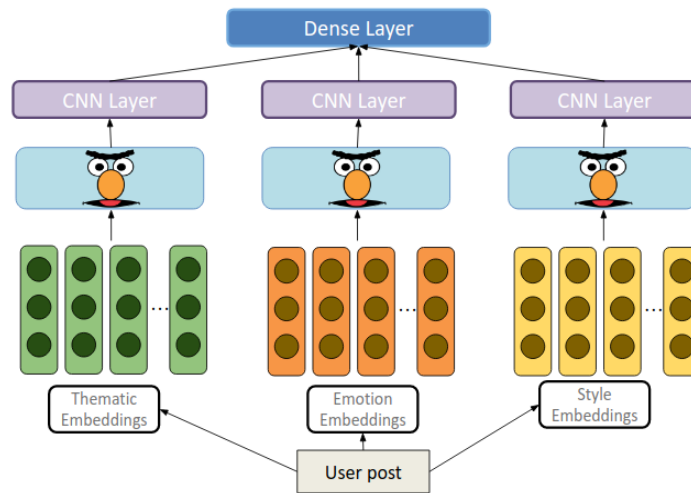 Dense Layer
CNN Layer
CNN Layer
CNN Layer
...
...
...
Thematic
Embeddings
Emotion
Embeddings
Style
Embeddings
User post